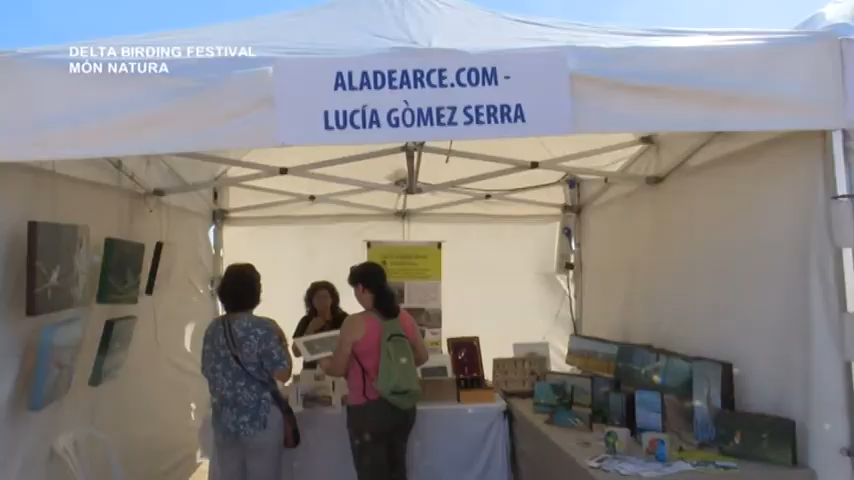 DELTA BIRDING FESTIVAL
MÓN NATURA
ALADEARCE.COM -
LUCÍA GÒMEZ SERRA